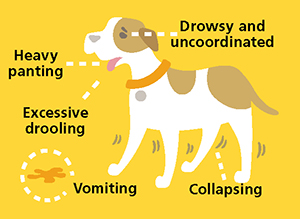 Drowsy and
uncoordinated
Heavy
panting
Excessive
drooling
Vomiting
Collapsing